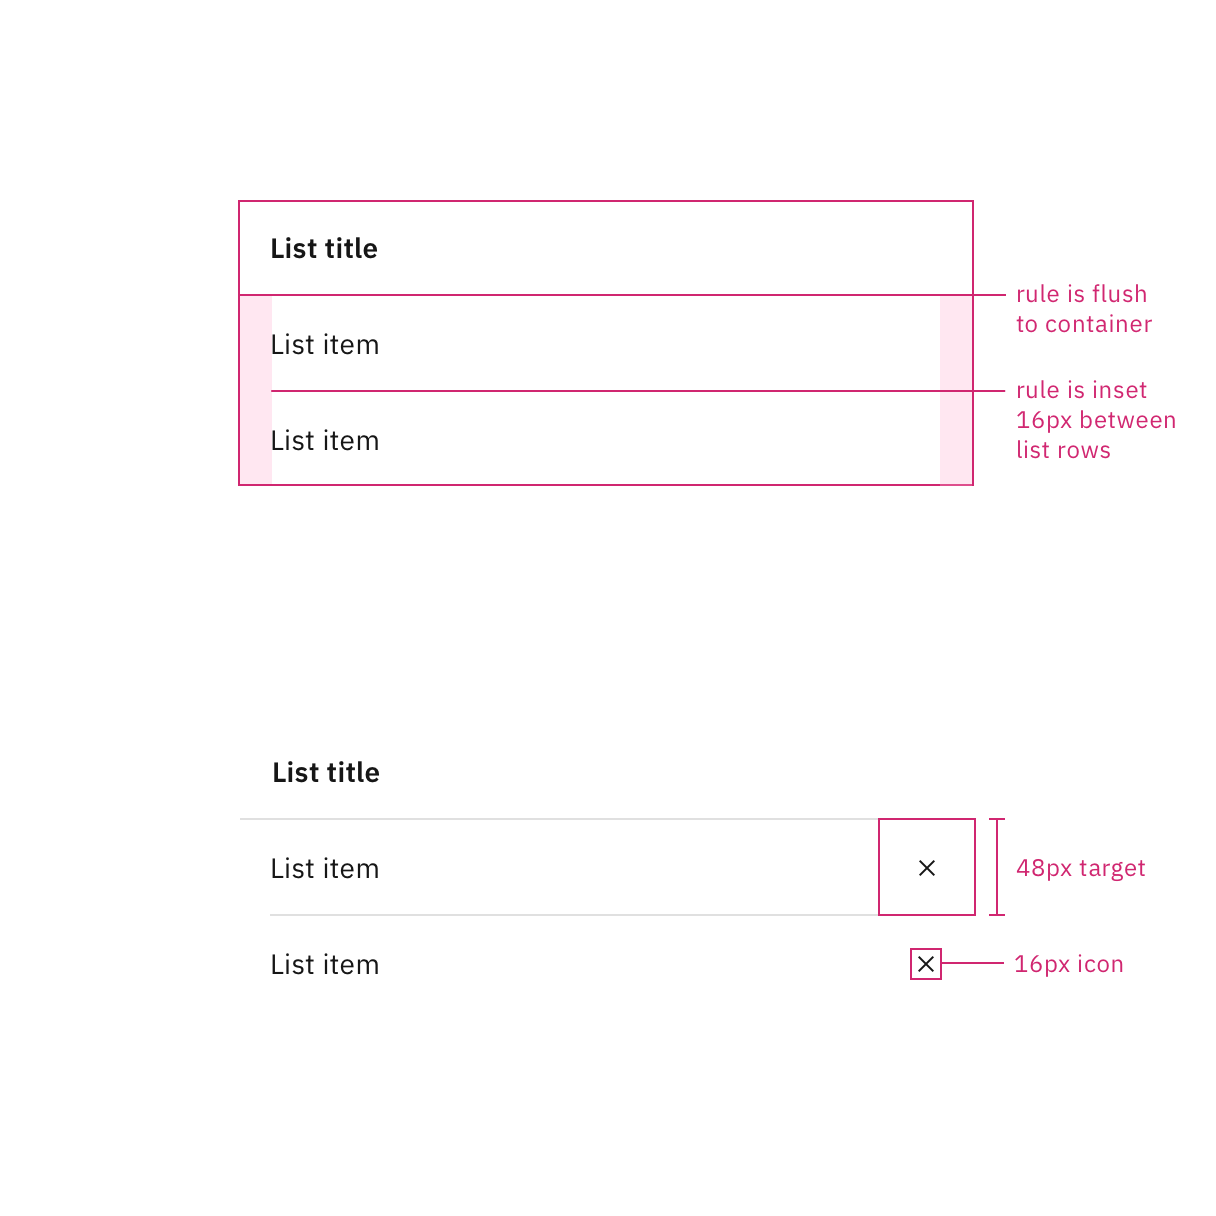 List title
rule is flush
to container
List item
rule is inset
16px between
list rows
List item
List title
List item
48px target
List item
16px icon